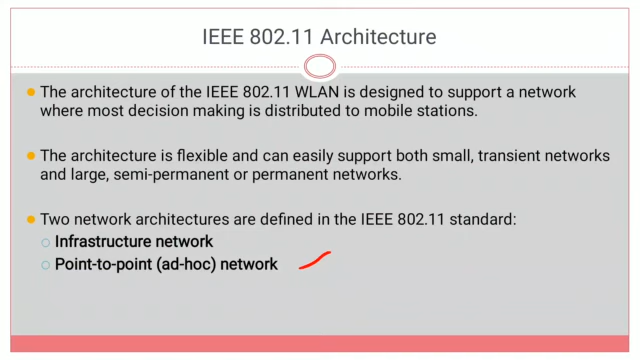 IEEE 802.11 Architecture
The architecture of the IEEE 802.11 WLAN is designed to support a network
where most decision making is distributed to mobile stations.
The architecture is flexible and can easily support both small, transient networks
and large, semi-permanent or permanent networks.
Two network architectures are defined in the IEEE 802.11 standard:
Infrastructure network
Point-to-point (ad-hoc) network